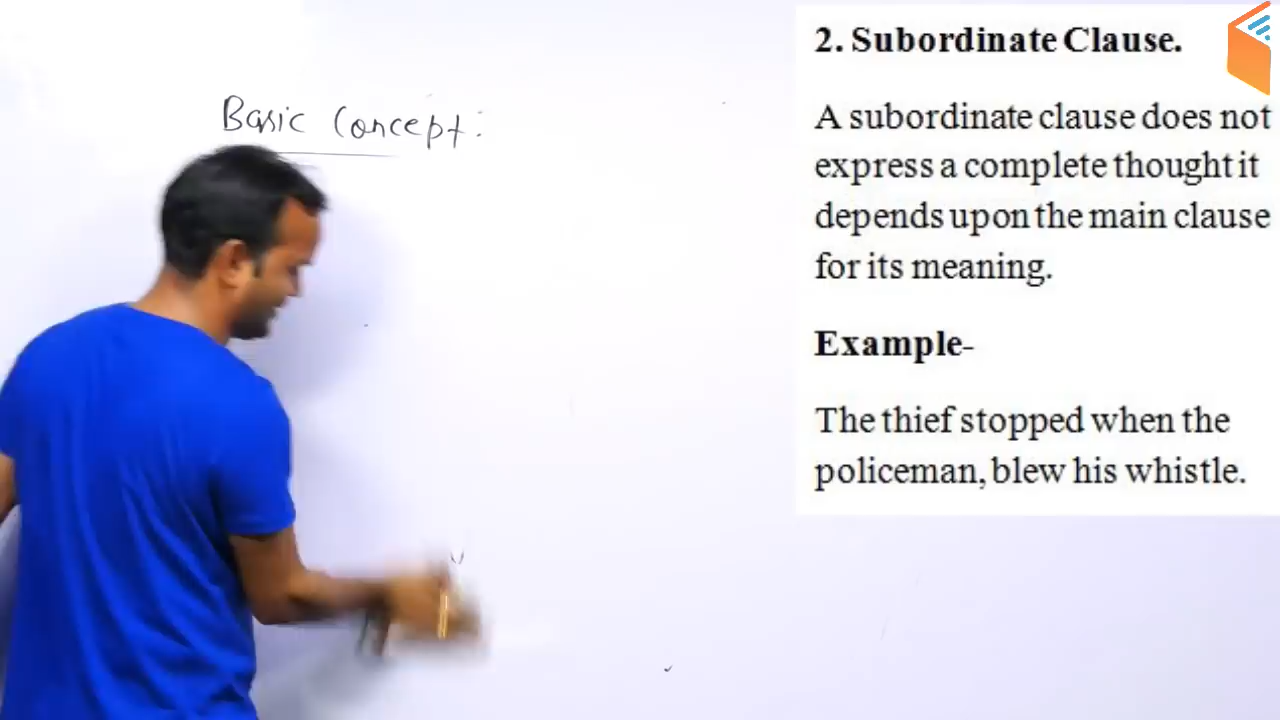 Basic Concept:
2. Subordinate Clause.
A subordinate clause does not
express a complete thought it
depends upon the main clause
for its meaning.
Example-
The thief stopped when the
policeman, blew his whistle.